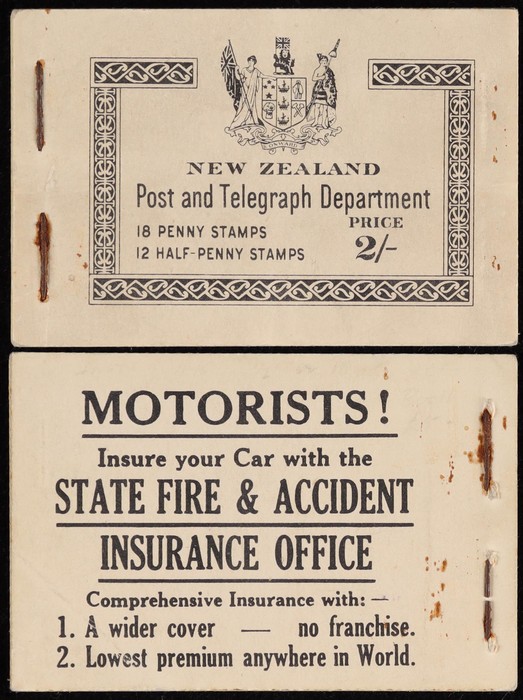 ONWARD
NEW ZEALAND
Post and Telegraph Department
18 PENNY STAMPS
12 HALF-PENNY STAMPS
PRICE
2/-
MOTORISTS!
Insure your Car with the
STATE FIRE & ACCIDENT
INSURANCE OFFICE
Comprehensive Insurance with: —
1. A wider cover — no franchise.
2. Lowest premium anywhere in World.